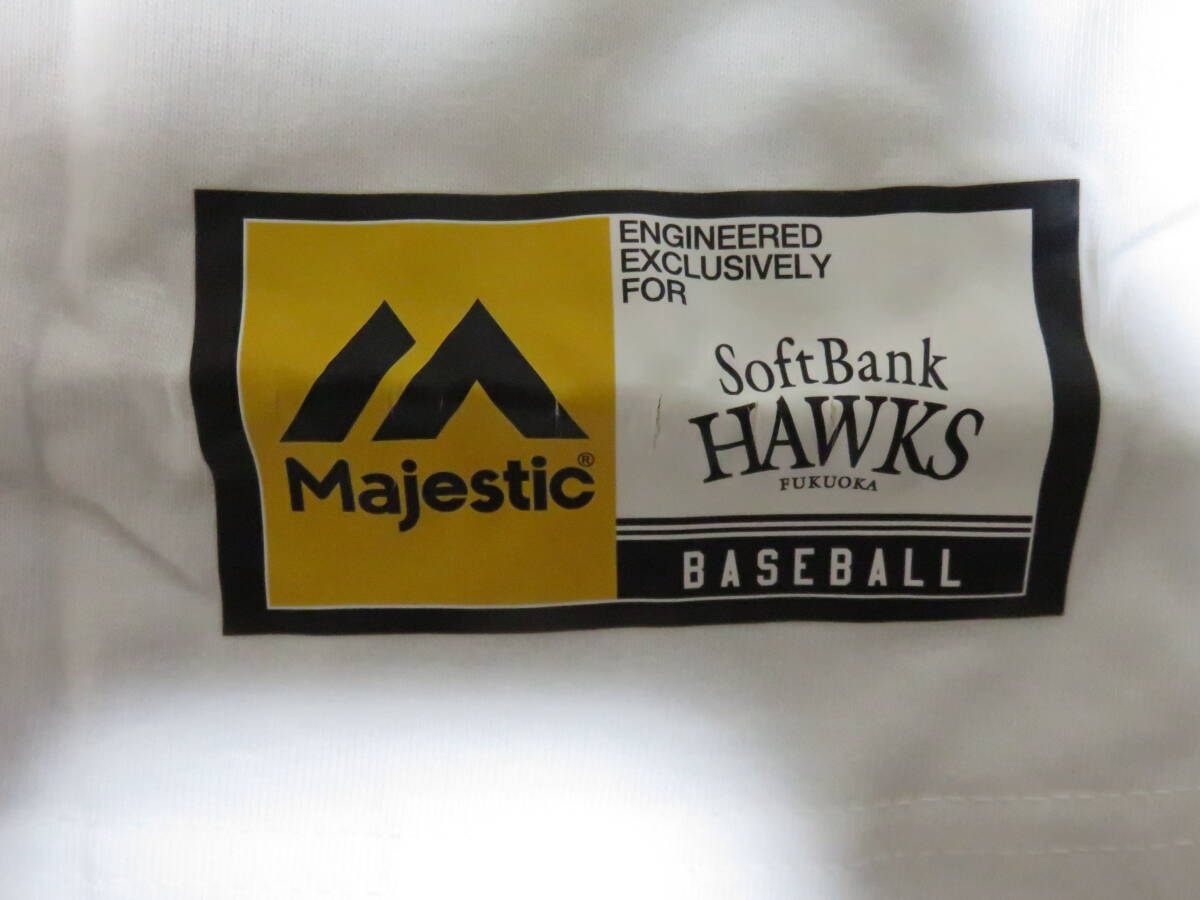 Majestic®
ENGINEERED
EXCLUSIVELY
FOR
SoftBank
HAWKS
FUKUOKA
BASEBALL